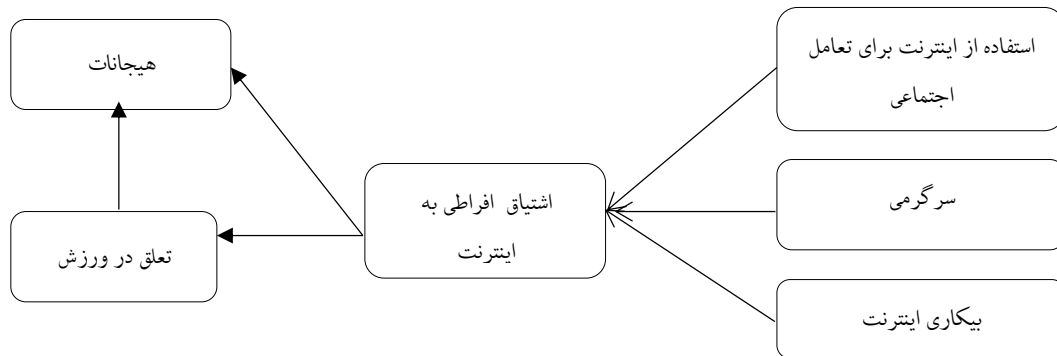 استفاده از اینترنت برای تعامل
اجتماعی
هیجانات
سرگرمی
اشتیاق افراطی به
اینترنت
تعلق در ورزش
بیکاری اینترنت